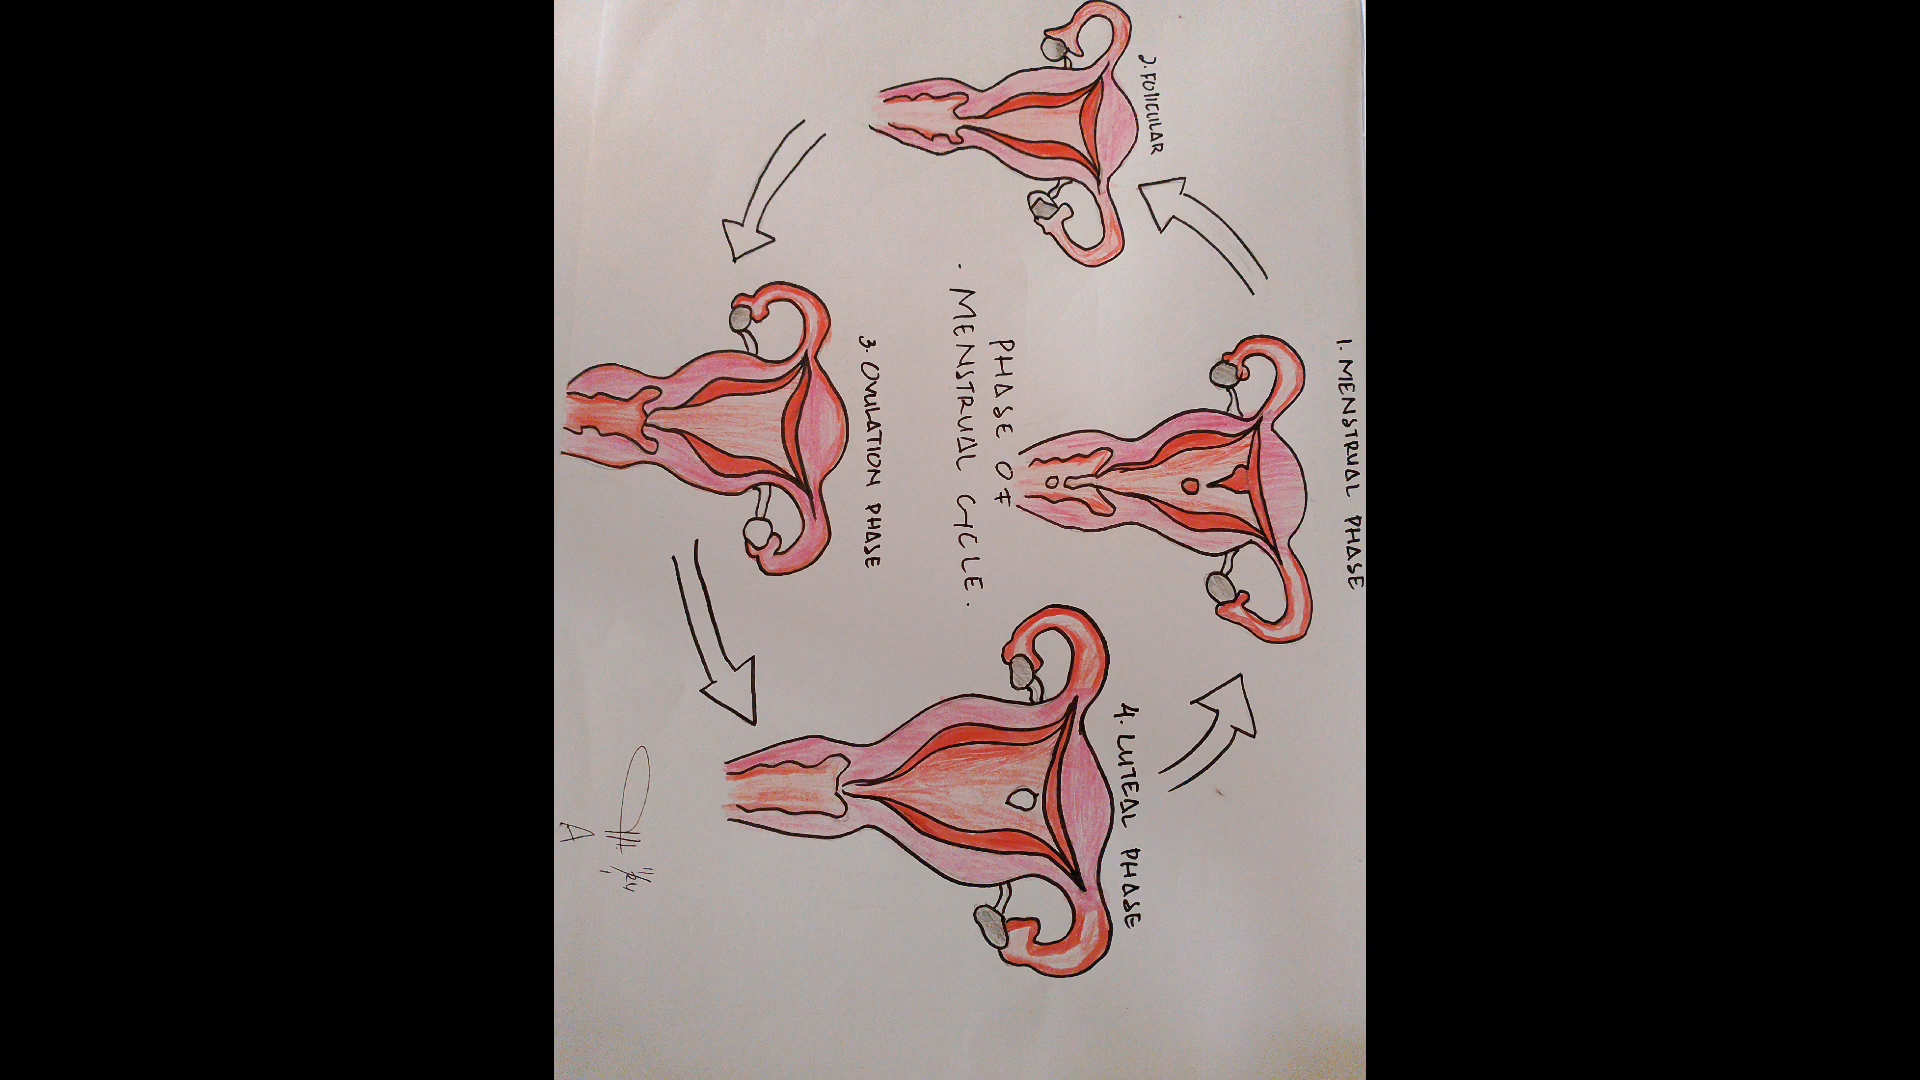 1. MENSTRUAL PHASE
2. FOLLICULAR
PHASE OF
MENSTRUAL CYCLE.
3. OVULATION PHASE
4. LUTEAL PHASE
A